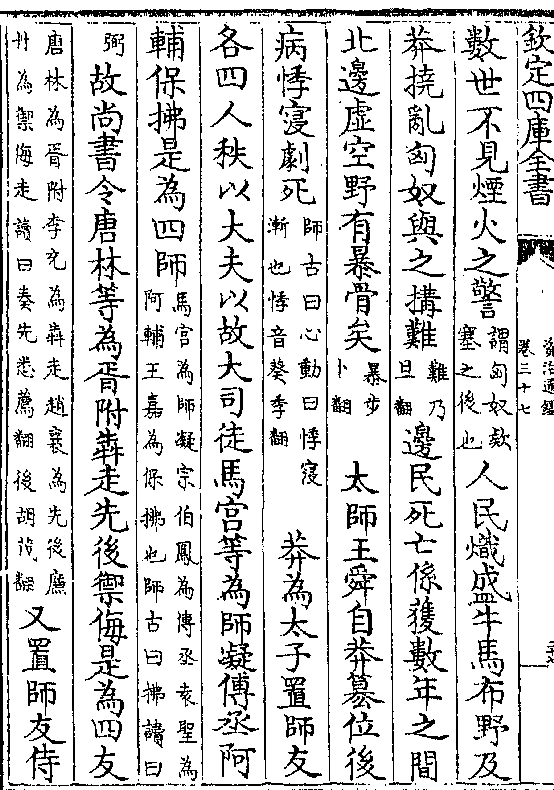 欽定四庫全書
資治通鑑
卷三十七
數世不見煙火之警謂匈奴款塞之後也人民熾盛牛馬布野及
莽撓亂匈奴與之搆難難乃旦翻邊民死亡係獲數年之間
北邊虛空野有暴骨矣暴步卜翻 太師王舜自莽篡位後
病悸寖劇死師古曰心動曰悸寖漸也悸音葵季翻 莽為太子置師友
各四人秩以大夫以故大司徒馬宫等為師凝傅丞阿
輔保拂是為四師馬宫為師凝宗伯鳳為傅丞袁聖為阿輔王嘉為保拂也師古曰拂讀曰
弼故尚書令唐林等為胥附犇走先後禦侮是為四友
唐林為胥附李充為犇走趙襄為先後廉丹為禦侮走讀曰奏先悉薦翻後胡茂翻又置師友侍